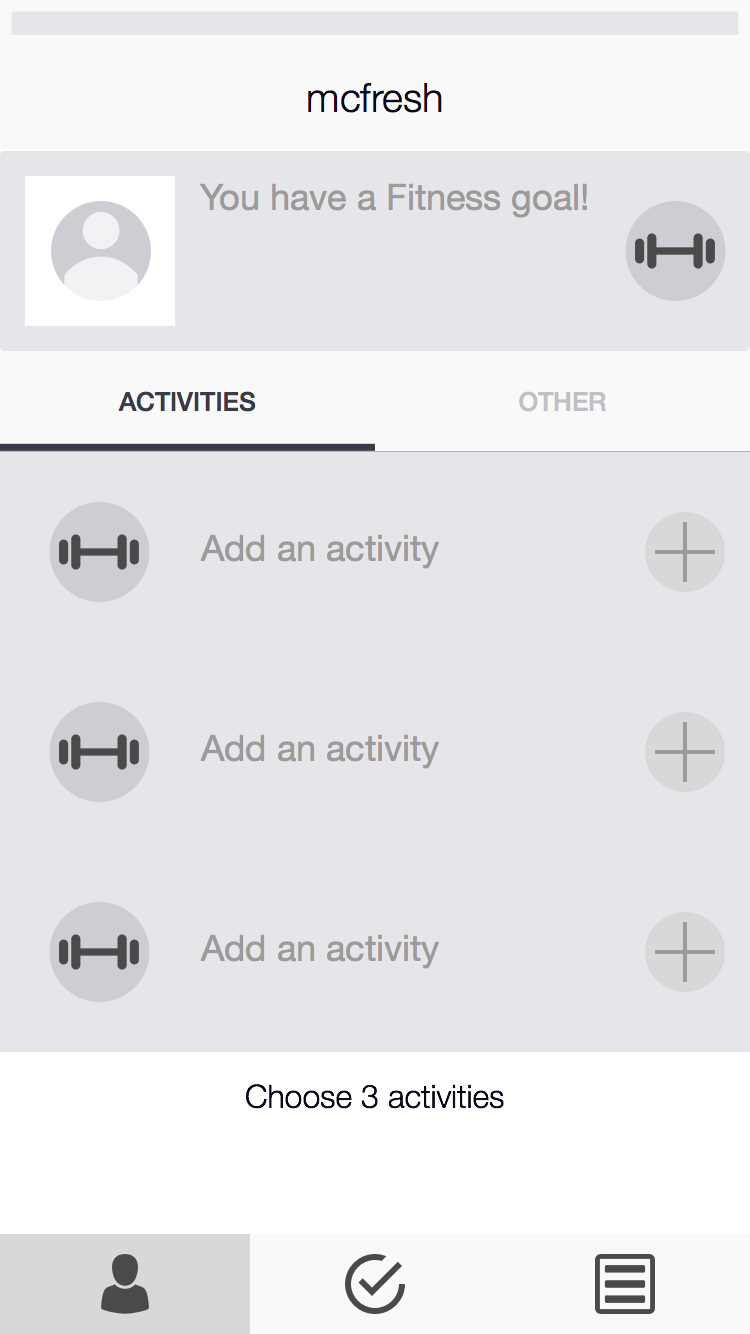 mcfresh
You have a Fitness goal!
ACTIVITIES
OTHER
Add an activity
Add an activity
Add an activity
Choose 3 activities